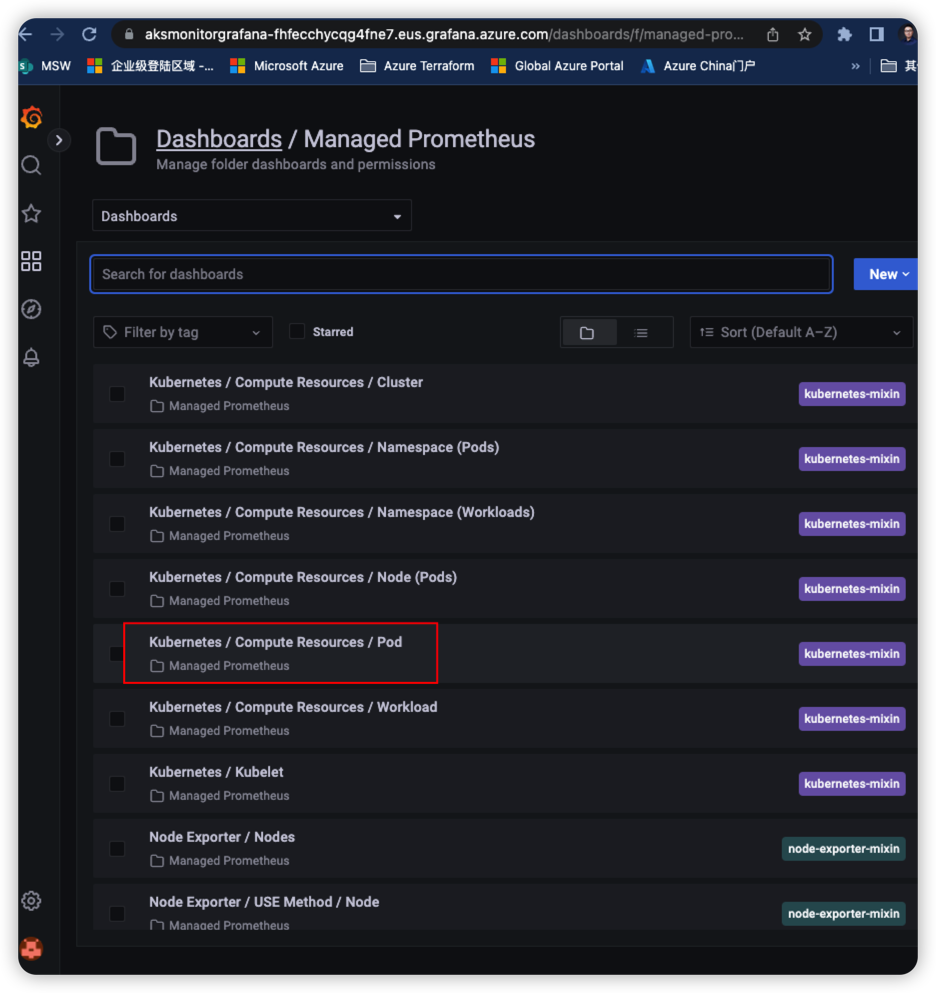 aksmonitorgrafana-fhfecchycqg4fne7.eus.grafana.azure.com/dashboards/f/managed-pro...
MSW 企业级登陆区域 -... Microsoft Azure Azure Terraform Global Azure Portal Azure China门户 » 其
Dashboards / Managed Prometheus
Manage folder dashboards and permissions
Dashboards
Search for dashboards New
Filter by tag Starred Sort (Default A–Z)
Kubernetes / Compute Resources / Cluster
Managed Prometheus
kubernetes-mixin
Kubernetes / Compute Resources / Namespace (Pods)
Managed Prometheus
kubernetes-mixin
Kubernetes / Compute Resources / Namespace (Workloads)
Managed Prometheus
kubernetes-mixin
Kubernetes / Compute Resources / Node (Pods)
Managed Prometheus
kubernetes-mixin
Kubernetes / Compute Resources / Pod
Managed Prometheus
kubernetes-mixin
Kubernetes / Compute Resources / Workload
Managed Prometheus
kubernetes-mixin
Kubernetes / Kubelet
Managed Prometheus
kubernetes-mixin
Node Exporter / Nodes
Managed Prometheus
node-exporter-mixin
Node Exporter / USE Method / Node
Managed Prometheus
node-exporter-mixin